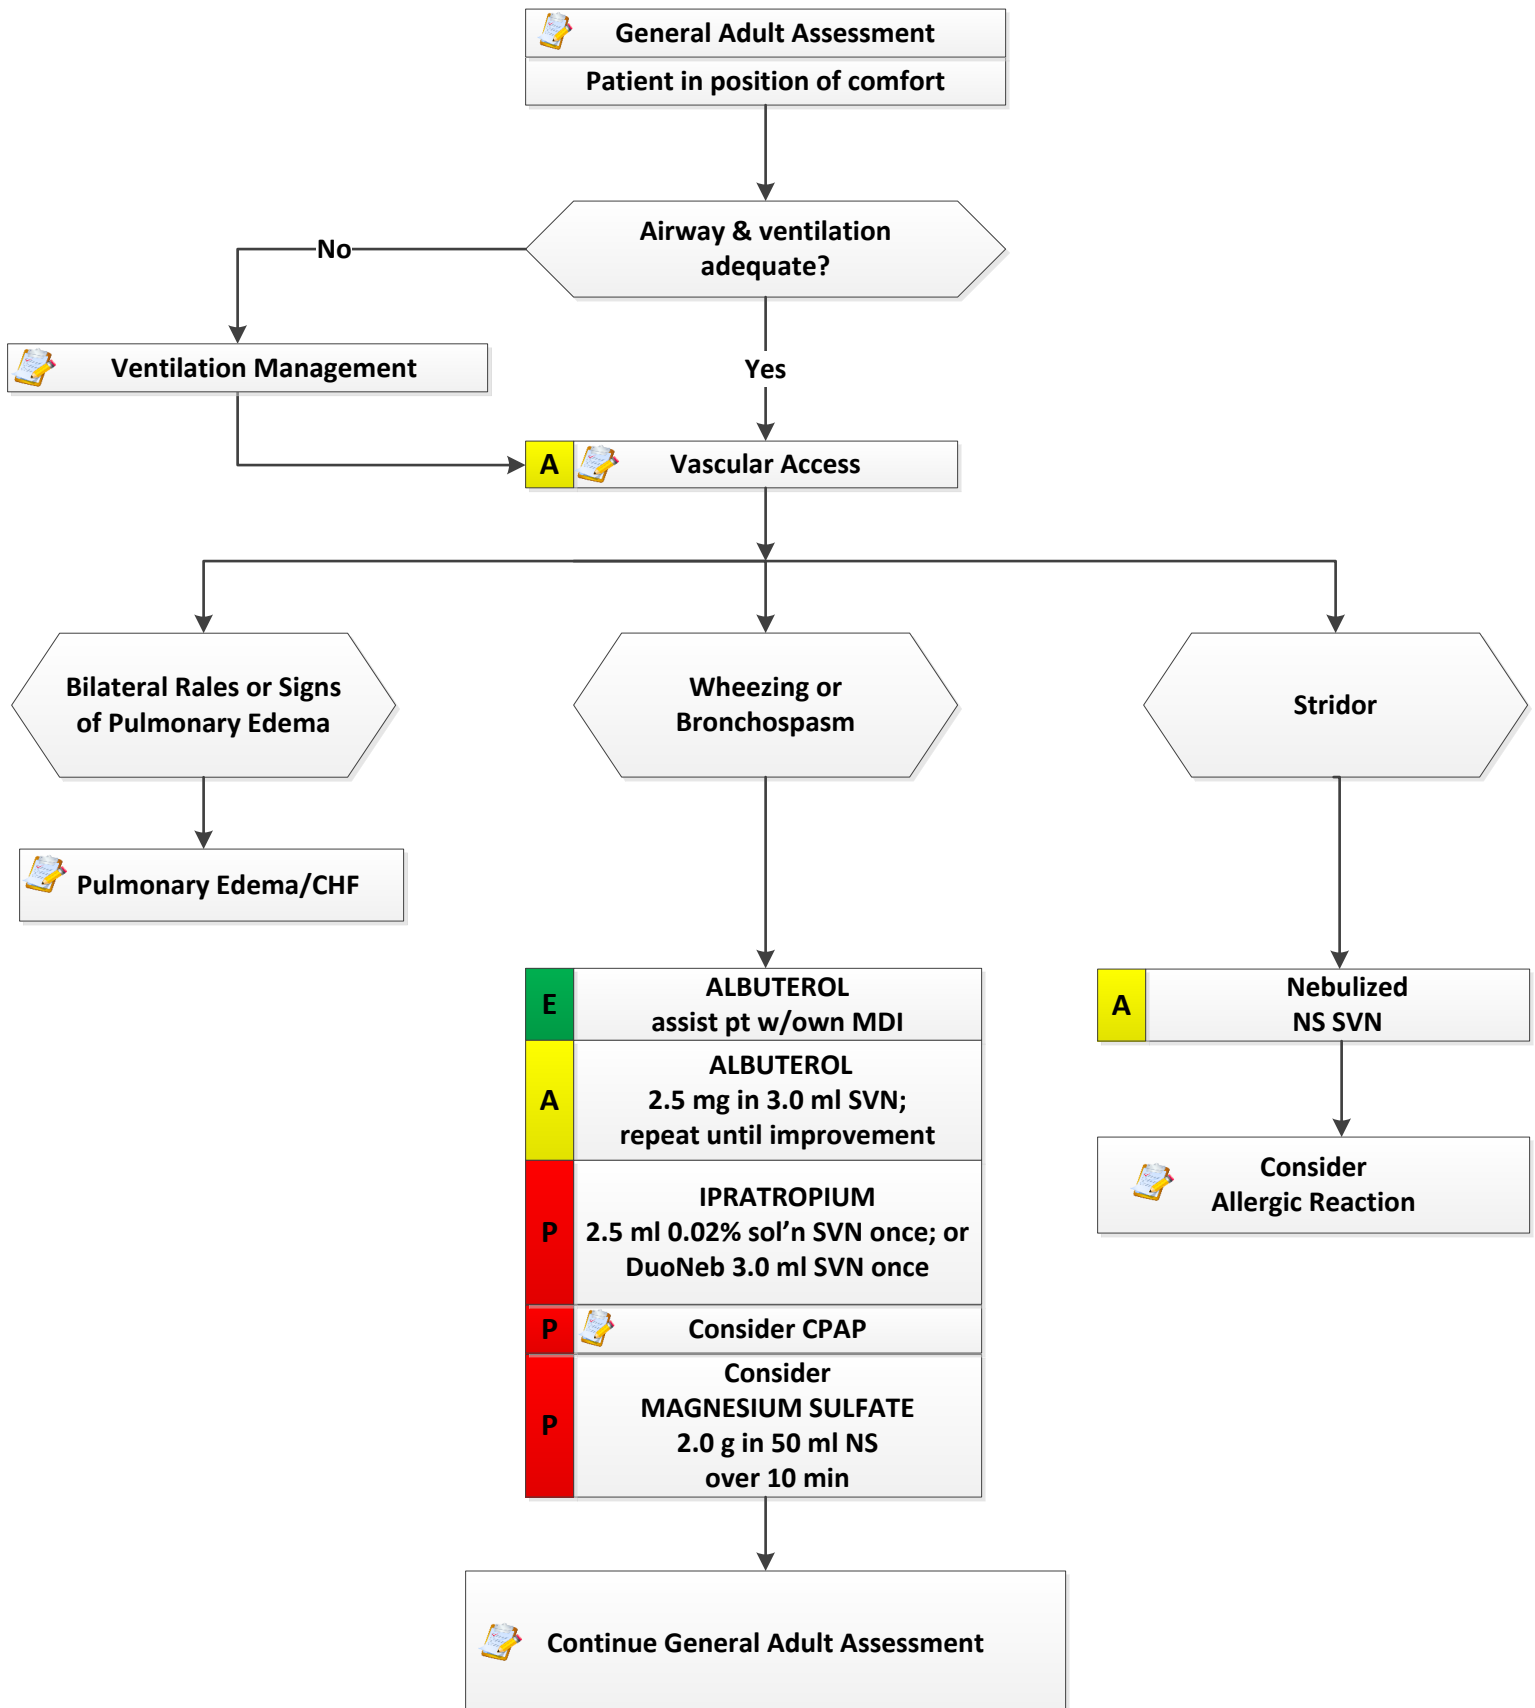 General Adult Assessment
Patient in position of comfort
Airway & ventilation
adequate?
No
Yes
Ventilation Management
A
Vascular Access
Bilateral Rales or Signs
of Pulmonary Edema
Wheezing or
Bronchospasm
Stridor
Pulmonary Edema/CHF
E
ALBUTEROL
assist pt w/own MDI
A
ALBUTEROL
2.5 mg in 3.0 ml SVN;
repeat until improvement
P
IPRATROPIUM
2.5 ml 0.02% sol’n SVN once; or
DuoNeb 3.0 ml SVN once
P
Consider CPAP
P
Consider
MAGNESIUM SULFATE
2.0 g in 50 ml NS
over 10 min
A
Nebulized
NS SVN
Consider
Allergic Reaction
Continue General Adult Assessment